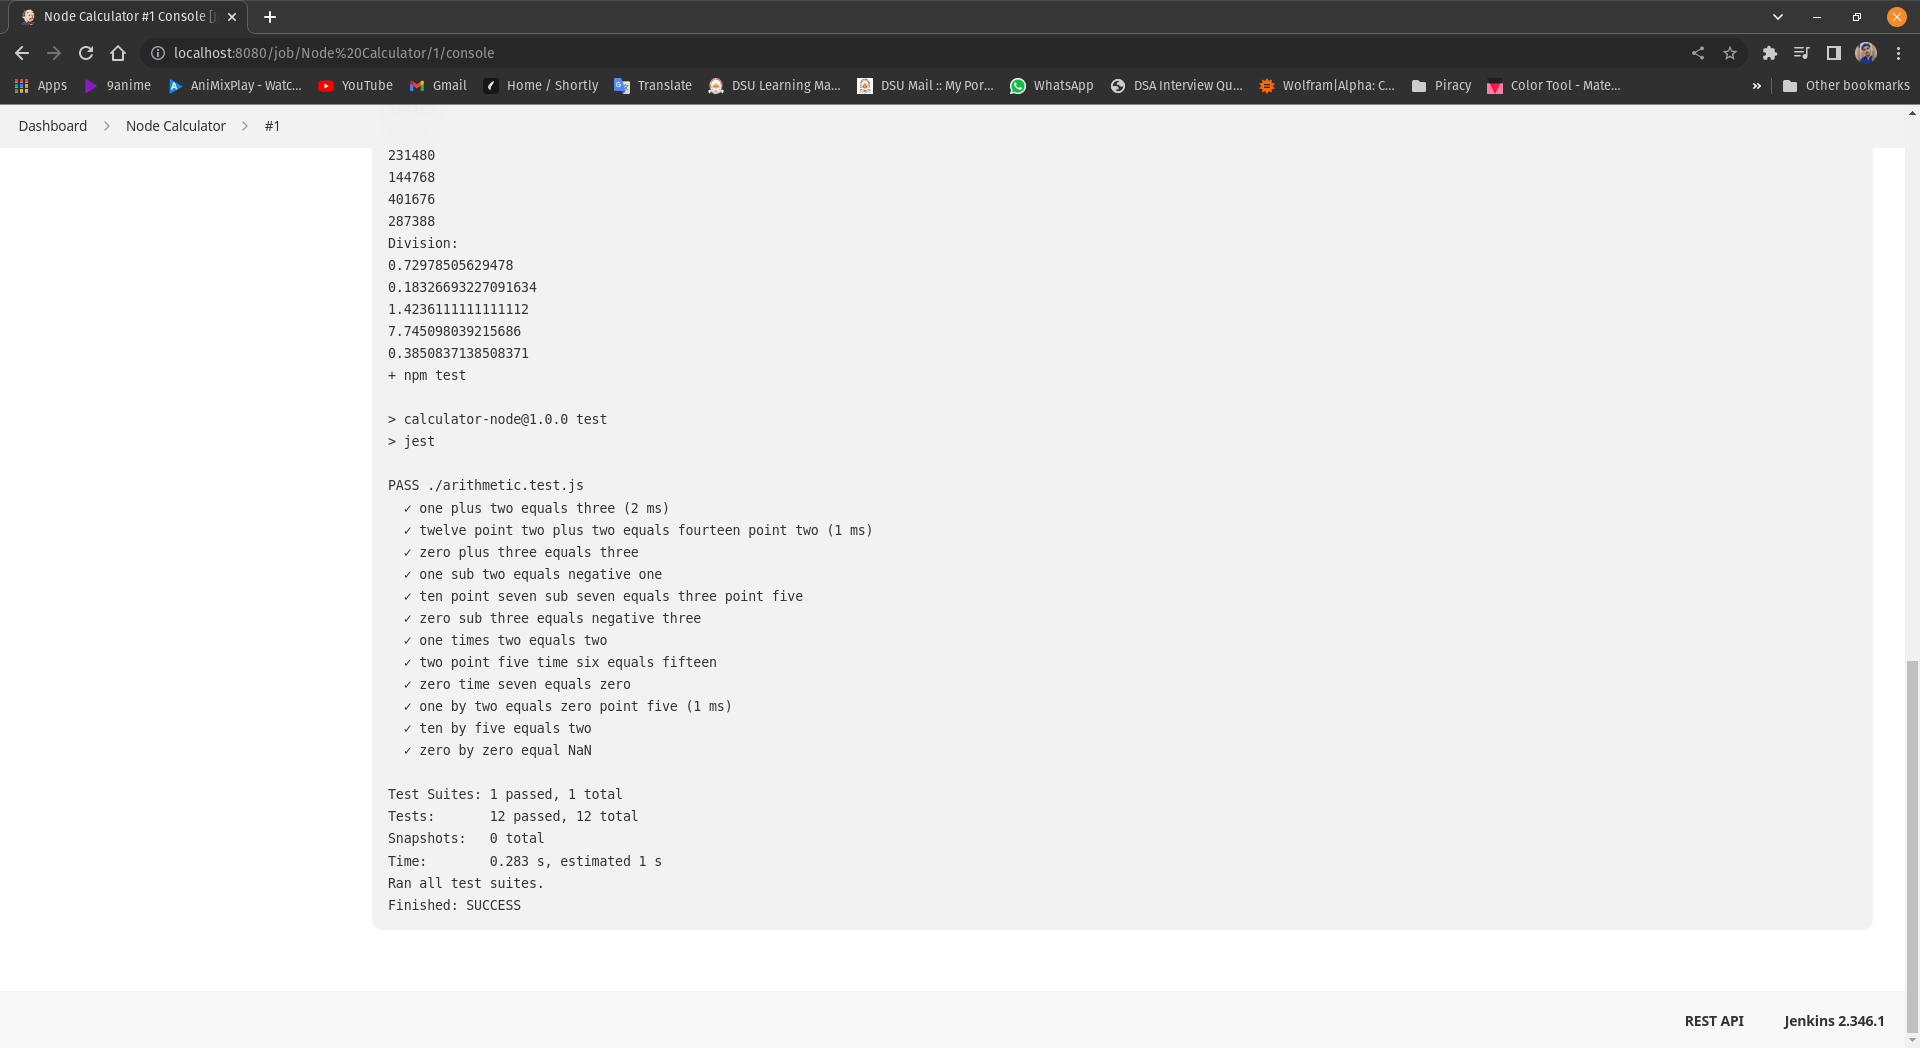 Node Calculator #1 Console [J
localhost:8080/job/Node%20Calculator/1/console
Apps 9anime AniMixPlay - Watc... YouTube Gmail Home / Shortly Translate DSU Learning Ma... DSU Mail :: My Por... WhatsApp DSA Interview Qu... Wolfram|Alpha: C... Piracy Color Tool - Mate... » Other bookmarks
Dashboard > Node Calculator > #1
231480
144768
401676
287388
Division:
0.72978505629478
0.18326693227091634
1.4236111111111112
7.745098039215686
0.3850837138508371
+ npm test
> calculator-node@1.0.0 test
> jest
PASS ./arithmetic.test.js
✓ one plus two equals three (2 ms)
✓ twelve point two plus two equals fourteen point two (1 ms)
✓ zero plus three equals three
✓ one sub two equals negative one
✓ ten point seven sub seven equals three point five
✓ zero sub three equals negative three
✓ one times two equals two
✓ two point five time six equals fifteen
✓ zero time seven equals zero
✓ one by two equals zero point five (1 ms)
✓ ten by five equals two
✓ zero by zero equal NaN
Test Suites: 1 passed, 1 total
Tests: 12 passed, 12 total
Snapshots: 0 total
Time: 0.283 s, estimated 1 s
Ran all test suites.
Finished: SUCCESS
REST API Jenkins 2.346.1